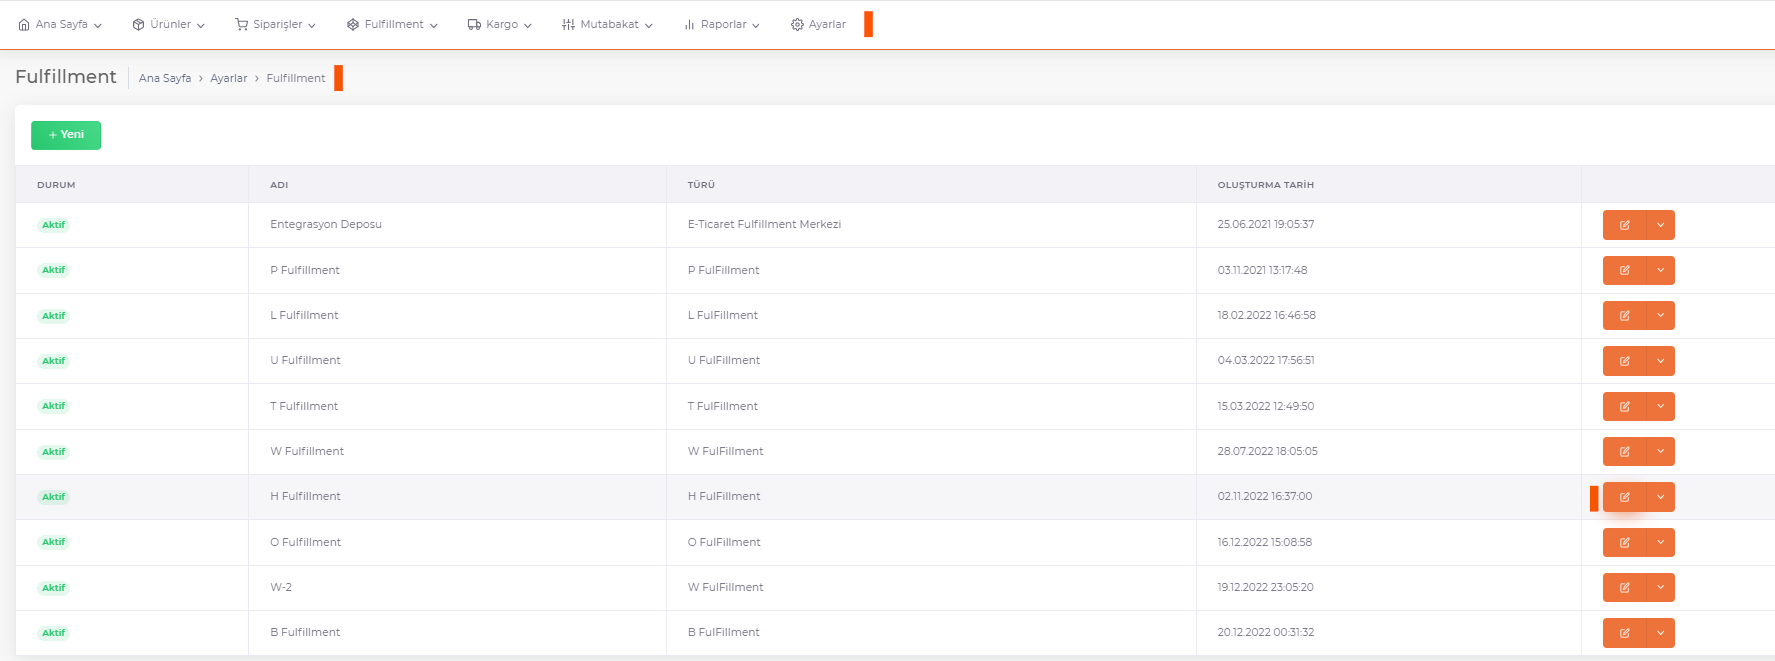 Ana Sayfa Ürünler Siparişler Fulfillment Kargo Mutabakat Raporlar Ayarlar
Fulfillment Ana Sayfa > Ayarlar > Fulfillment
+ Yeni
DURUM ADI TÜRÜ OLUŞTURMA TARİH
Aktif Entegrasyon Deposu E-Ticaret Fulfillment Merkezi 25.06.2021 19:05:37
Aktif P Fulfillment P FulFillment 03.11.2021 13:17:48
Aktif L Fulfillment L FulFillment 18.02.2022 16:46:58
Aktif U Fulfillment U FulFillment 04.03.2022 17:56:51
Aktif T Fulfillment T FulFillment 15.03.2022 12:49:50
Aktif W Fulfillment W FulFillment 28.07.2022 18:05:05
Aktif H Fulfillment H FulFillment 02.11.2022 16:37:00
Aktif O Fulfillment O FulFillment 16.12.2022 15:08:58
Aktif W-2 W FulFillment 19.12.2022 23:05:20
Aktif B Fulfillment B FulFillment 20.12.2022 00:31:32